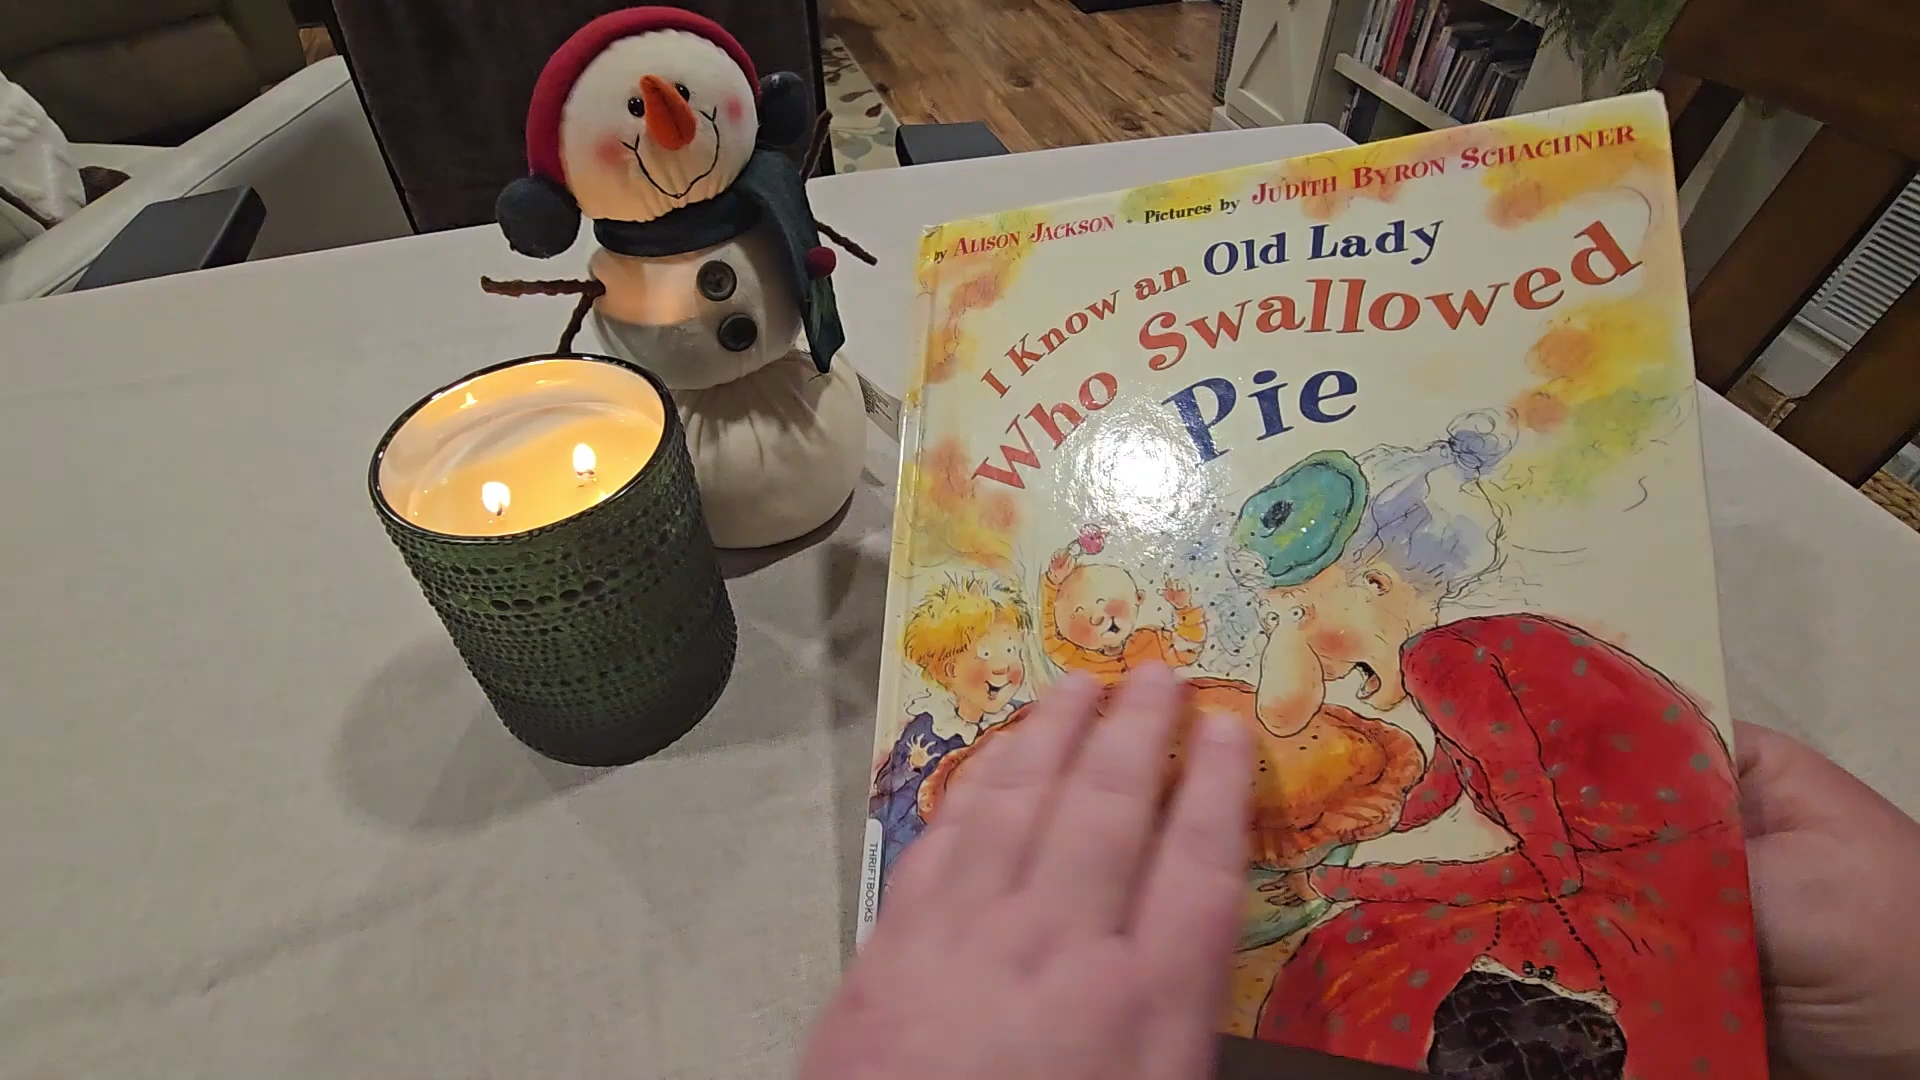 by ALISON JACKSON · Pictures by JUDITH BYRON SCHACHNER
I Know an Old Lady
Who Swallowed
Pie
THRIFTBOOKS